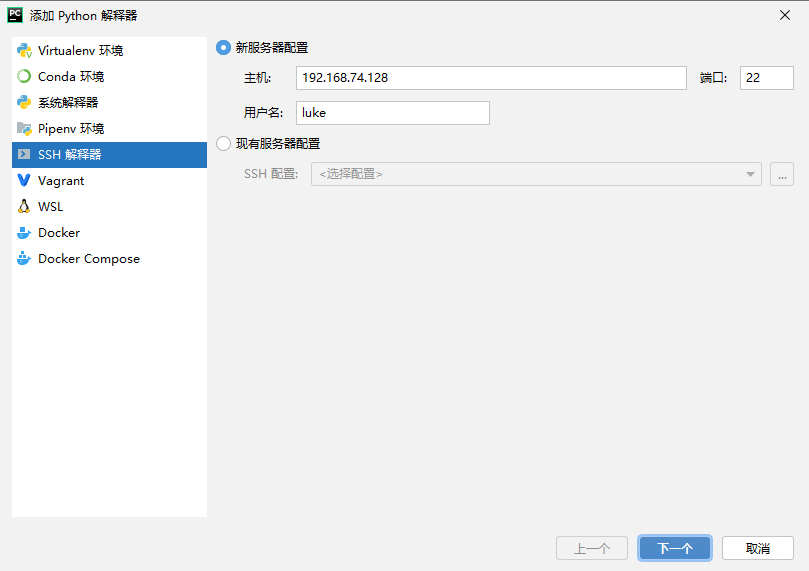 PC 添加 Python 解释器
Virtualenv 环境
Conda 环境
系统解释器
Pipenv 环境
SSH 解释器
Vagrant
WSL
Docker
Docker Compose
新服务器配置
主机: 192.168.74.128 端口: 22
用户名: luke
现有服务器配置
SSH 配置: <选择配置> ...
上一个 下一个 取消